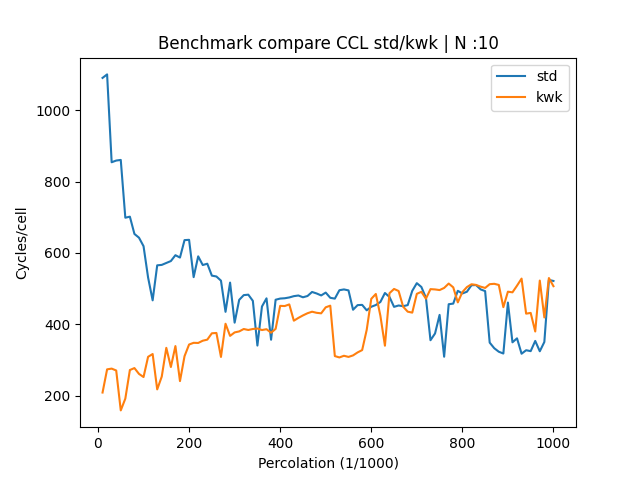 Benchmark compare CCL std/kwk | N :10
std
kwk
Cycles/cell
1000
800
600
400
200
0 200 400 600 800 1000
Percolation (1/1000)